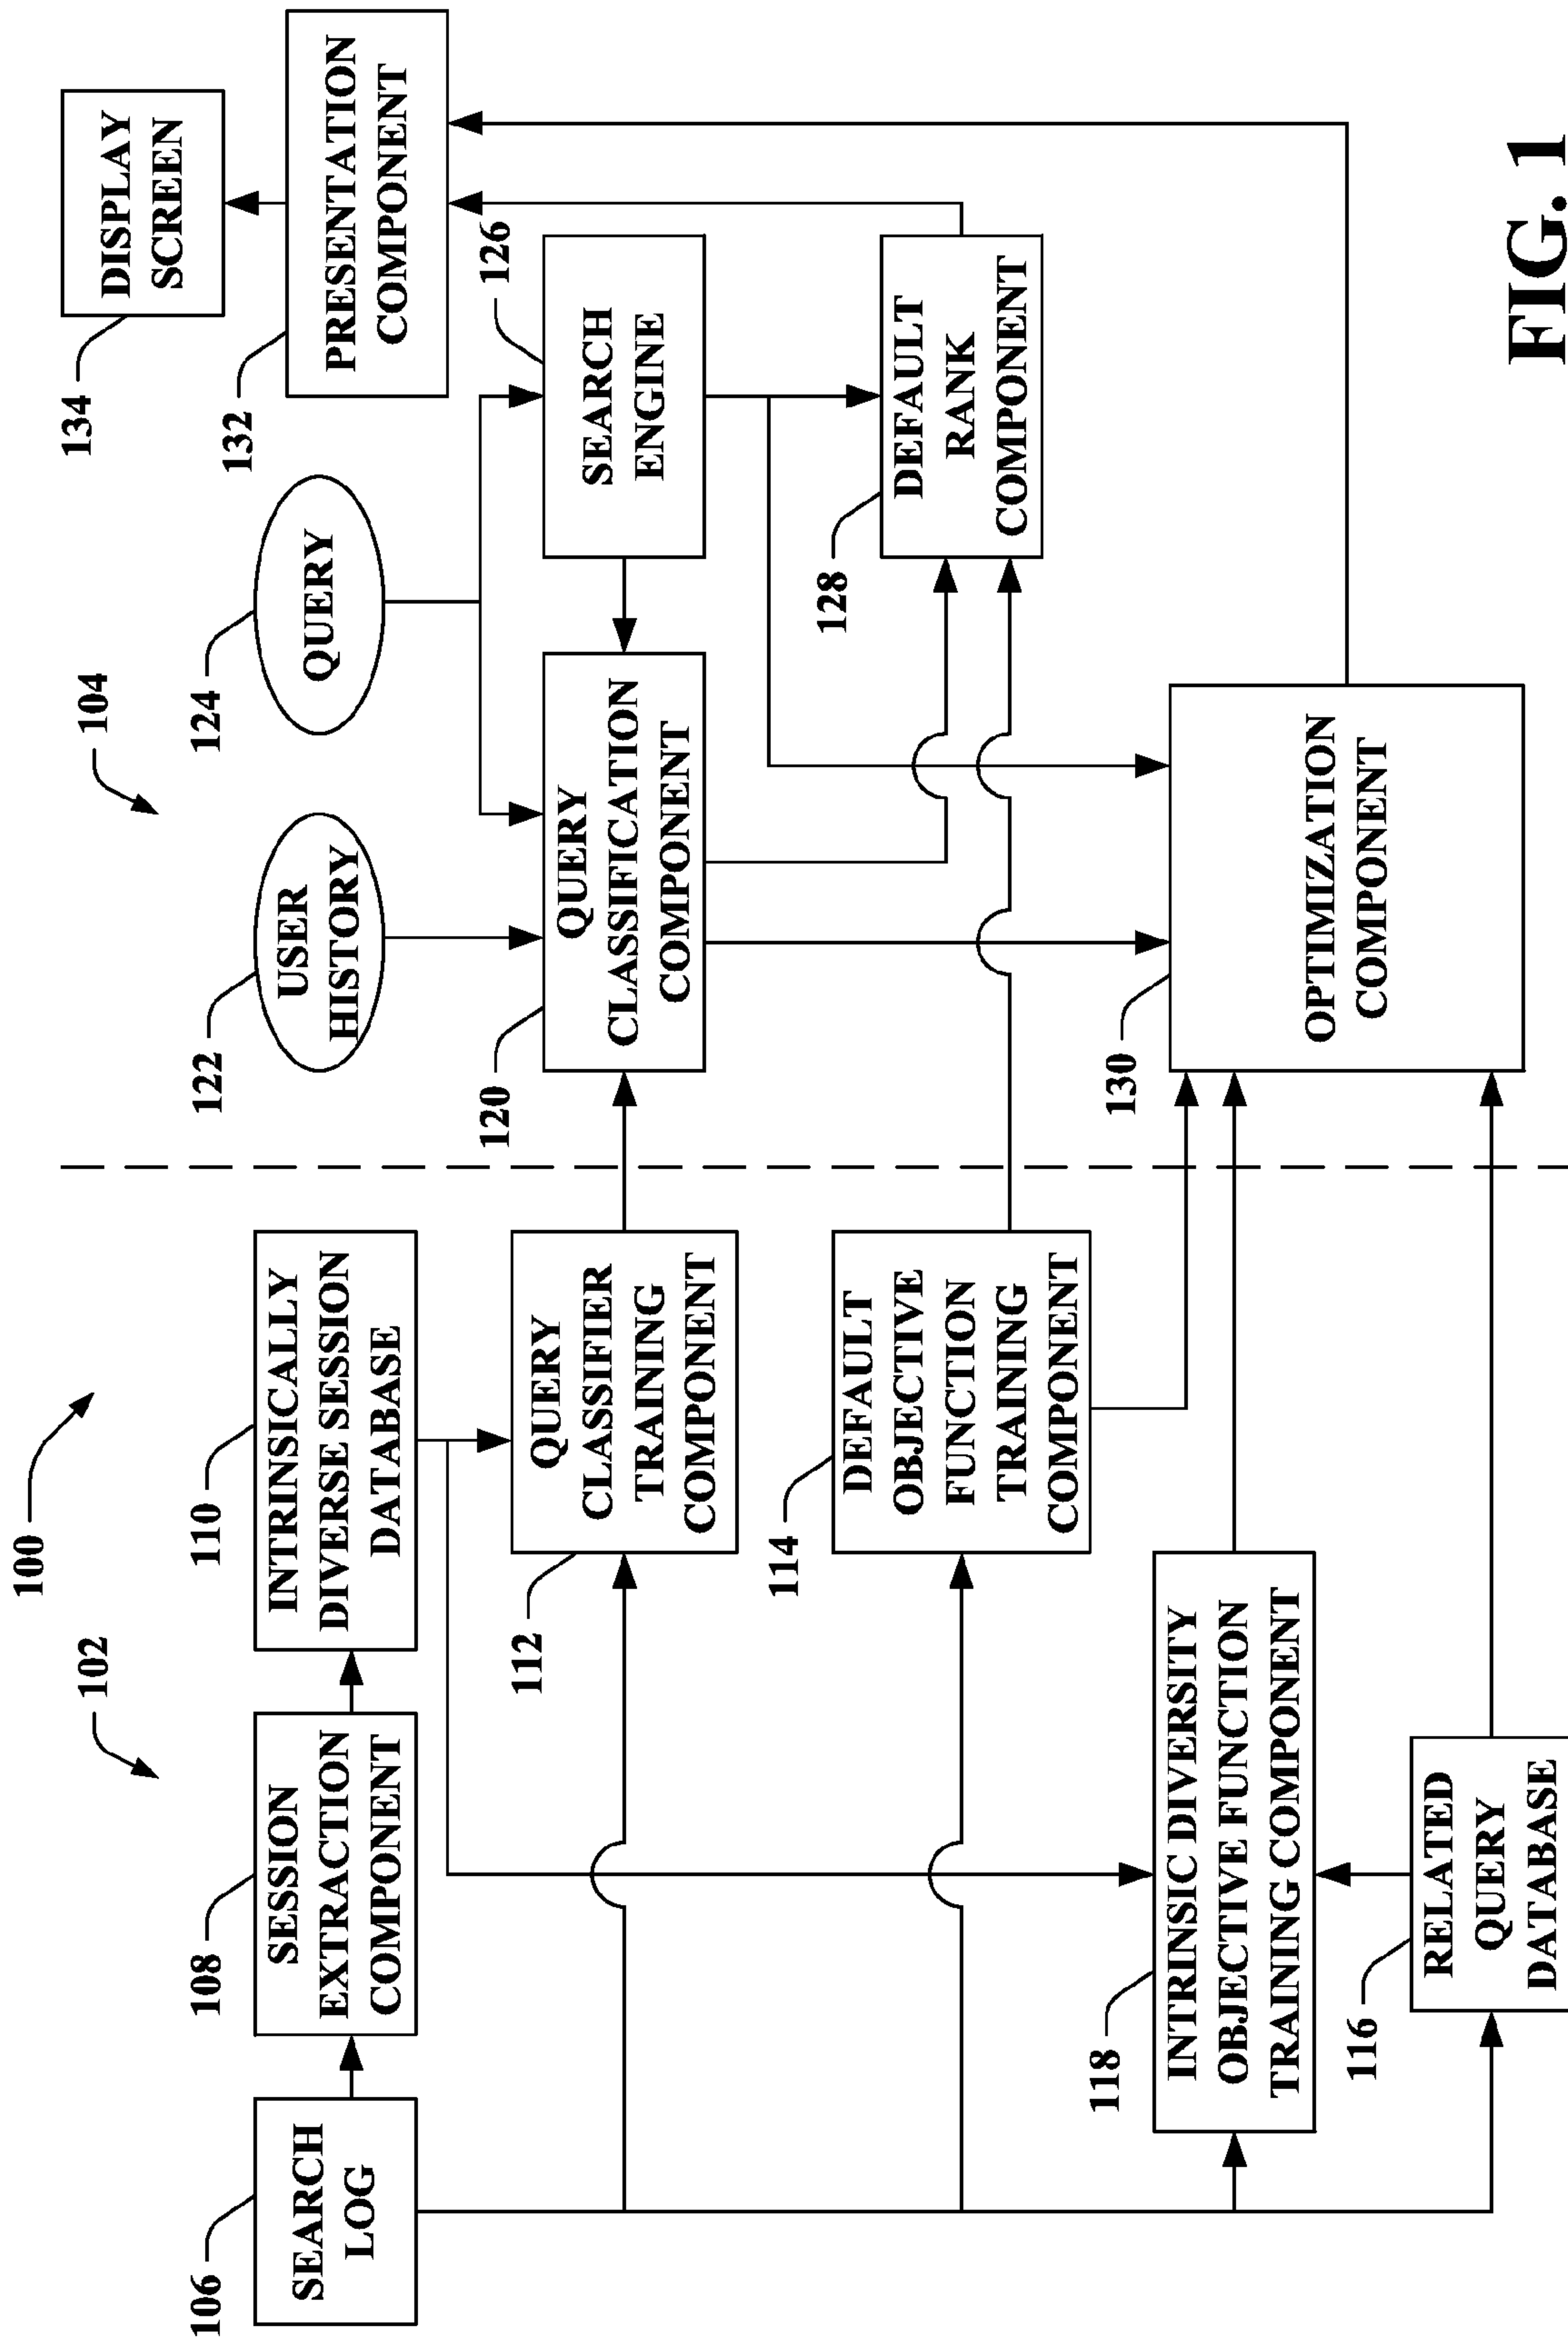 100
102
104
106
SEARCH
LOG
108
SESSION
EXTRACTION
COMPONENT
110
INTRINSICALLY
DIVERSE SESSION
DATABASE
122
USER
HISTORY
124
QUERY
132
PRESENTATION
COMPONENT
134
DISPLAY
SCREEN
112
QUERY
CLASSIFIER
TRAINING
COMPONENT
120
QUERY
CLASSIFICATION
COMPONENT
126
SEARCH
ENGINE
114
DEFAULT
OBJECTIVE
FUNCTION
TRAINING
COMPONENT
128
DEFAULT
RANK
COMPONENT
118
INTRINSIC DIVERSITY
OBJECTIVE FUNCTION
TRAINING COMPONENT
130
OPTIMIZATION
COMPONENT
116
RELATED
QUERY
DATABASE
FIG. 1